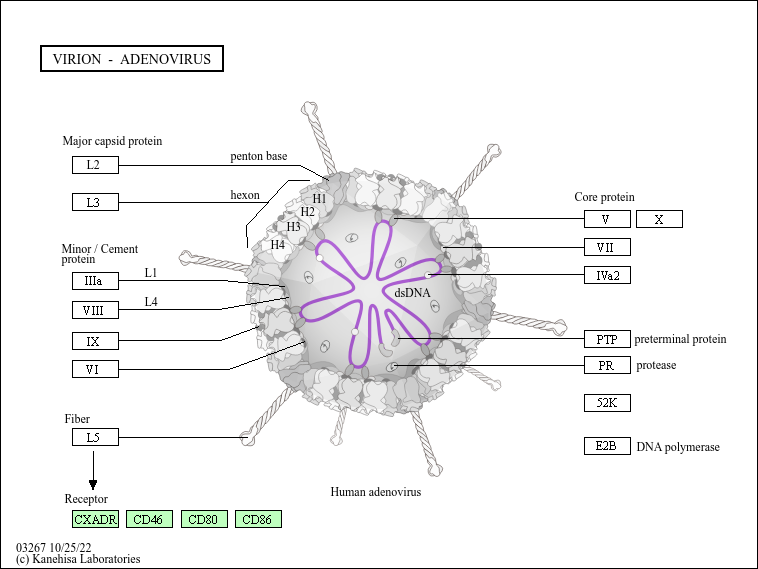 VIRION - ADENOVIRUS
Major capsid protein
L2
penton base
L3
hexon
H1
H2
H3
H4
Minor / Cement
protein
IIIa
L1
VIII
L4
IX
VI
Fiber
L5
Receptor
CXADR
CD46
CD80
CD86
dsDNA
Core protein
V
X
VII
IVa2
PTP
preterminal protein
PR
protease
52K
E2B
DNA polymerase
Human adenovirus
03267 10/25/22
(c) Kanehisa Laboratories